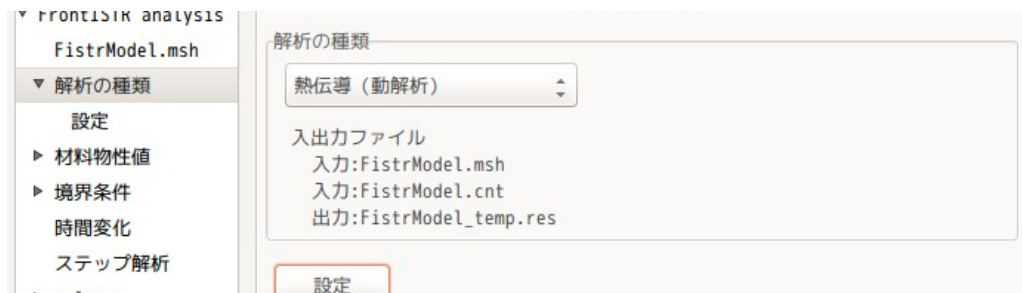 FrontISTR analysis
FistrModel.msh
解析の種類
設定
材料物性値
境界条件
時間変化
ステップ解析
解析の種類
熱伝導（動解析）
入出力ファイル
入力:FistrModel.msh
入力:FistrModel.cnt
出力:FistrModel_temp.res
設定